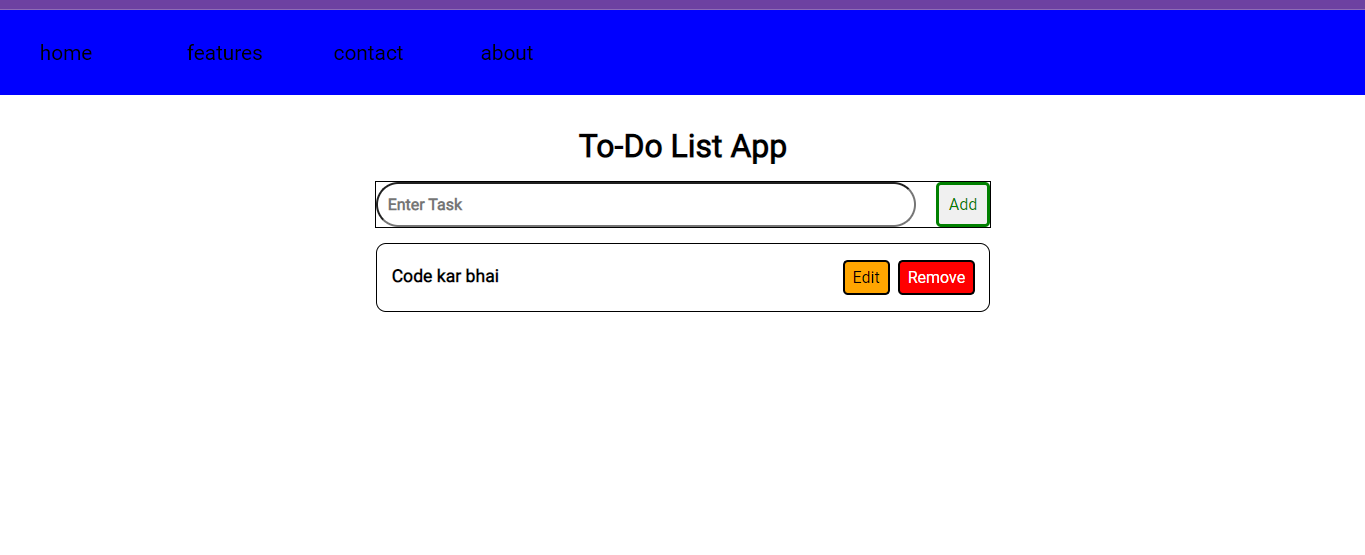 home features contact about
To-Do List App
Enter Task Add
Code kar bhai Edit Remove